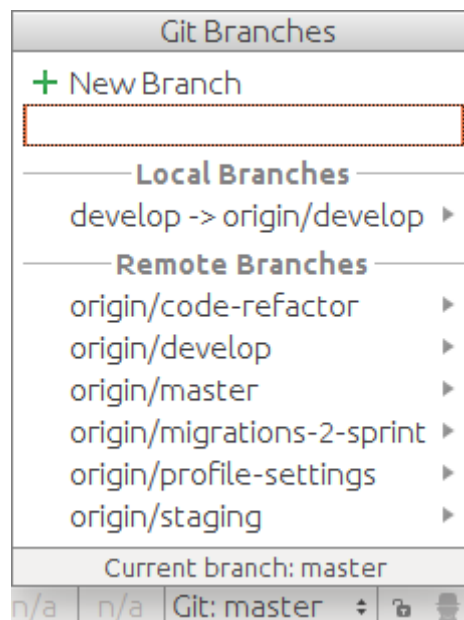 Git Branches
+ New Branch
Local Branches
develop -> origin/develop
Remote Branches
origin/code-refactor
origin/develop
origin/master
origin/migrations-2-sprint
origin/profile-settings
origin/staging
Current branch: master
n/a n/a Git: master